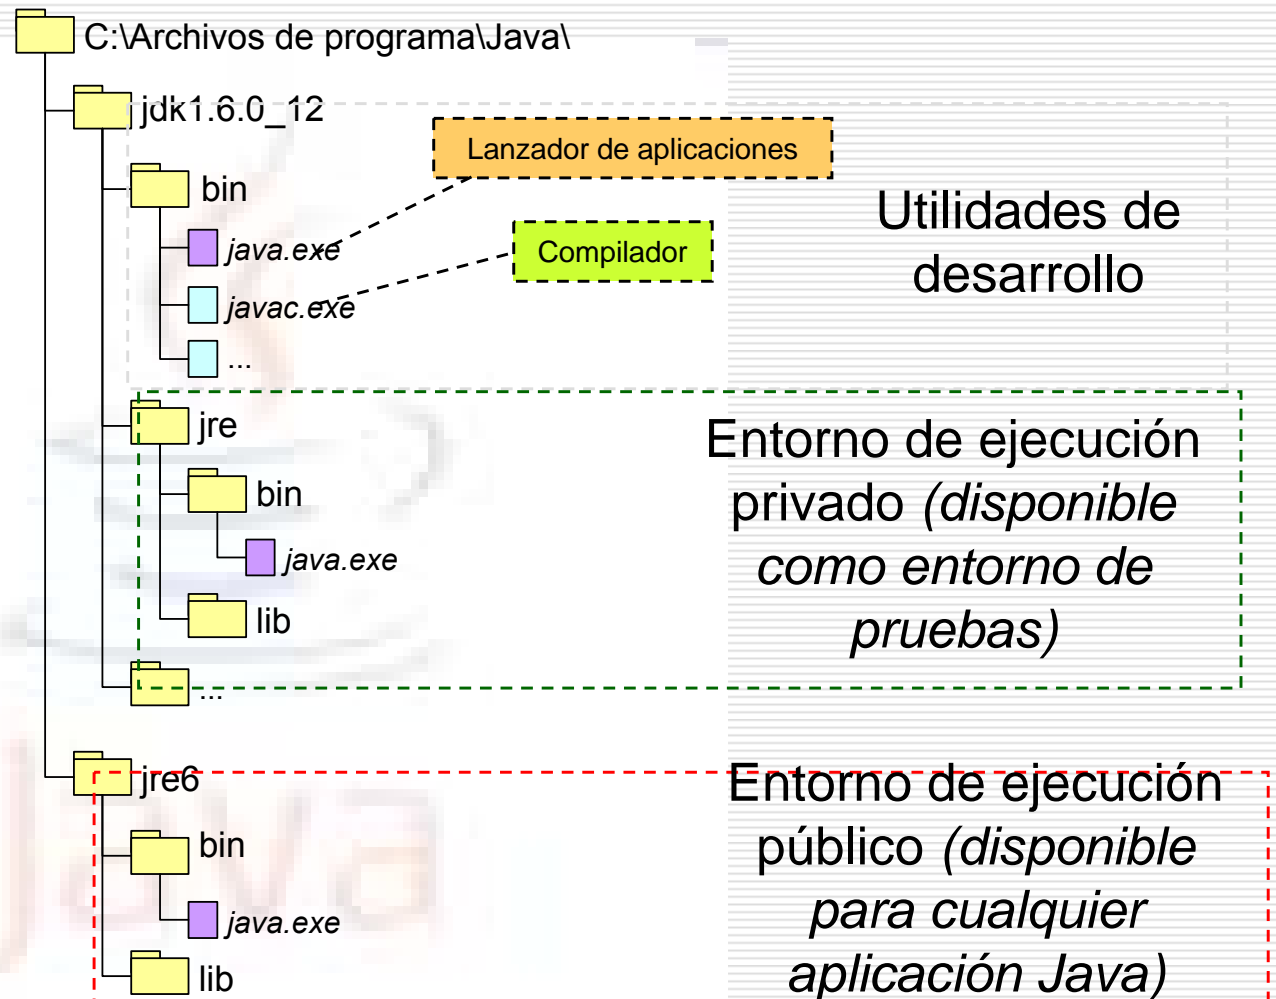 C:\Archivos de programa\Java\
jdk1.6.0_12
Lanzador de aplicaciones
bin
java.exe
Compilador
javac.exe
...
Utilidades de
desarrollo
jre
bin
java.exe
lib
...
Entorno de ejecución
privado (disponible
como entorno de
pruebas)
jre6
bin
java.exe
lib
Entorno de ejecución
público (disponible
para cualquier
aplicación Java)
Java